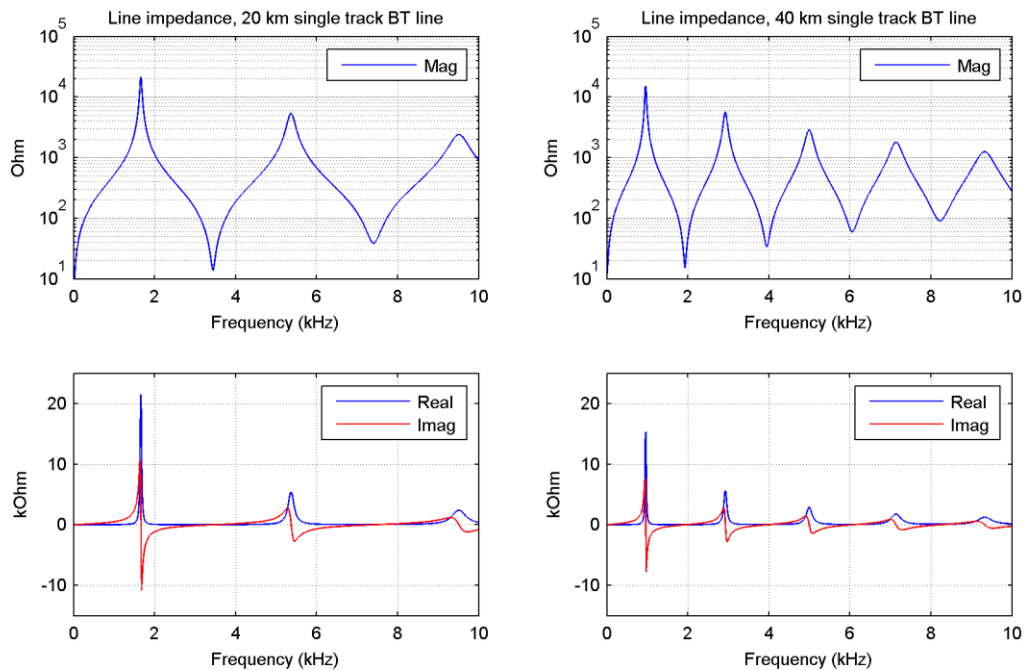 Line impedance, 20 km single track BT line
10^5
10^4
10^3
10^2
10^1
Ohm
Mag
0 2 4 6 8 10
Frequency (kHz)
Line impedance, 40 km single track BT line
10^5
10^4
10^3
10^2
10^1
Ohm
Mag
0 2 4 6 8 10
Frequency (kHz)
20
10
0
-10
kOhm
Real
Imag
0 2 4 6 8 10
Frequency (kHz)
20
10
0
-10
kOhm
Real
Imag
0 2 4 6 8 10
Frequency (kHz)